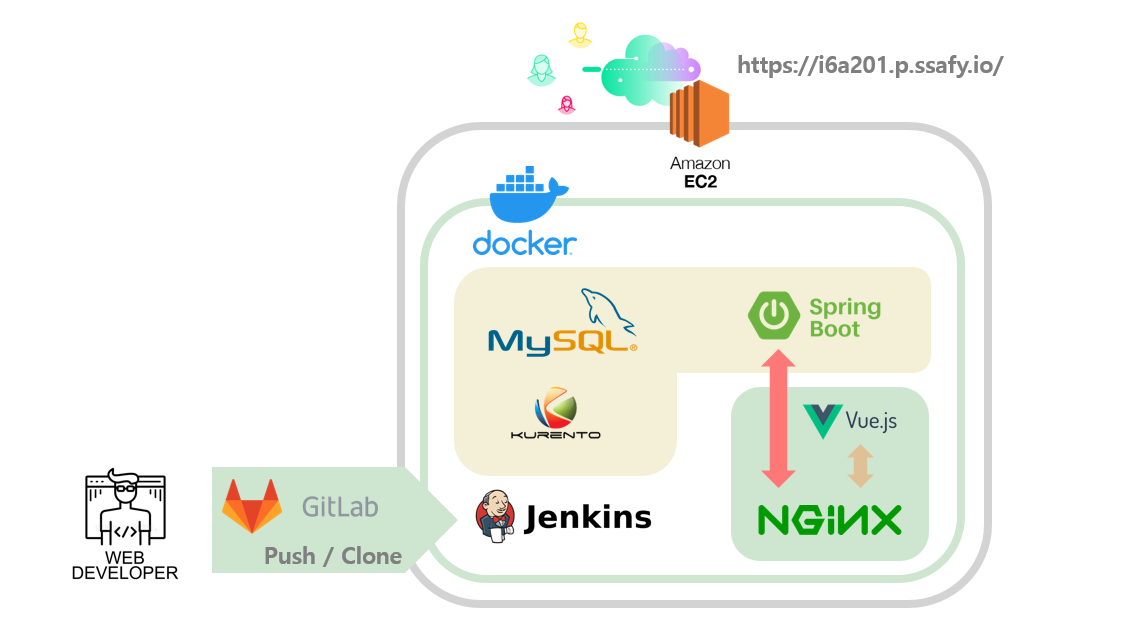 https://i6a201.p.ssafy.io/
Amazon
EC2
docker
MySQL®
Spring
Boot
KURENTO
Vue.js
GitLab
Push / Clone
Jenkins
NGINX
WEB
DEVELOPER